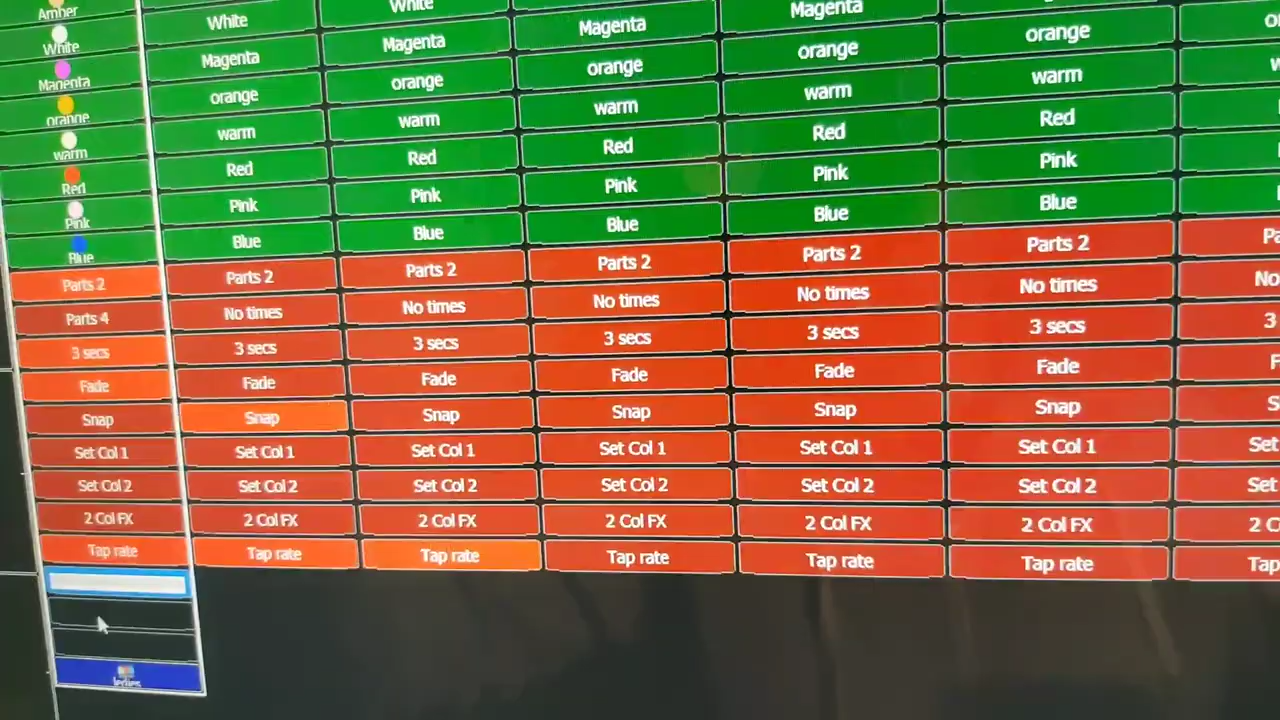 Amber White White Magenta Magenta
White Magenta Magenta orange orange orange
Magenta orange orange warm warm warm
orange warm warm Red Red Red
warm Red Red Pink Pink Pink
Red Pink Pink Blue Blue Blue
Pink Blue Blue
Blue
Parts 2 Parts 2 Parts 2 Parts 2 Parts 2 Parts 2
Parts 4 No times No times No times No times No times No
3 secs 3 secs 3 secs 3 secs 3 secs 3 secs 3
Fade Fade Fade Fade Fade Fade
Snap Snap Snap Snap Snap Snap S
Set Col 1 Set Col 1 Set Col 1 Set Col 1 Set Col 1 Set Col 1 Set
Set Col 2 Set Col 2 Set Col 2 Set Col 2 Set Col 2 Set Col 2 Set
2 Col FX 2 Col FX 2 Col FX 2 Col FX 2 Col FX 2 Col FX
Tap rate Tap rate Tap rate Tap rate Tap rate Tap rate Tap